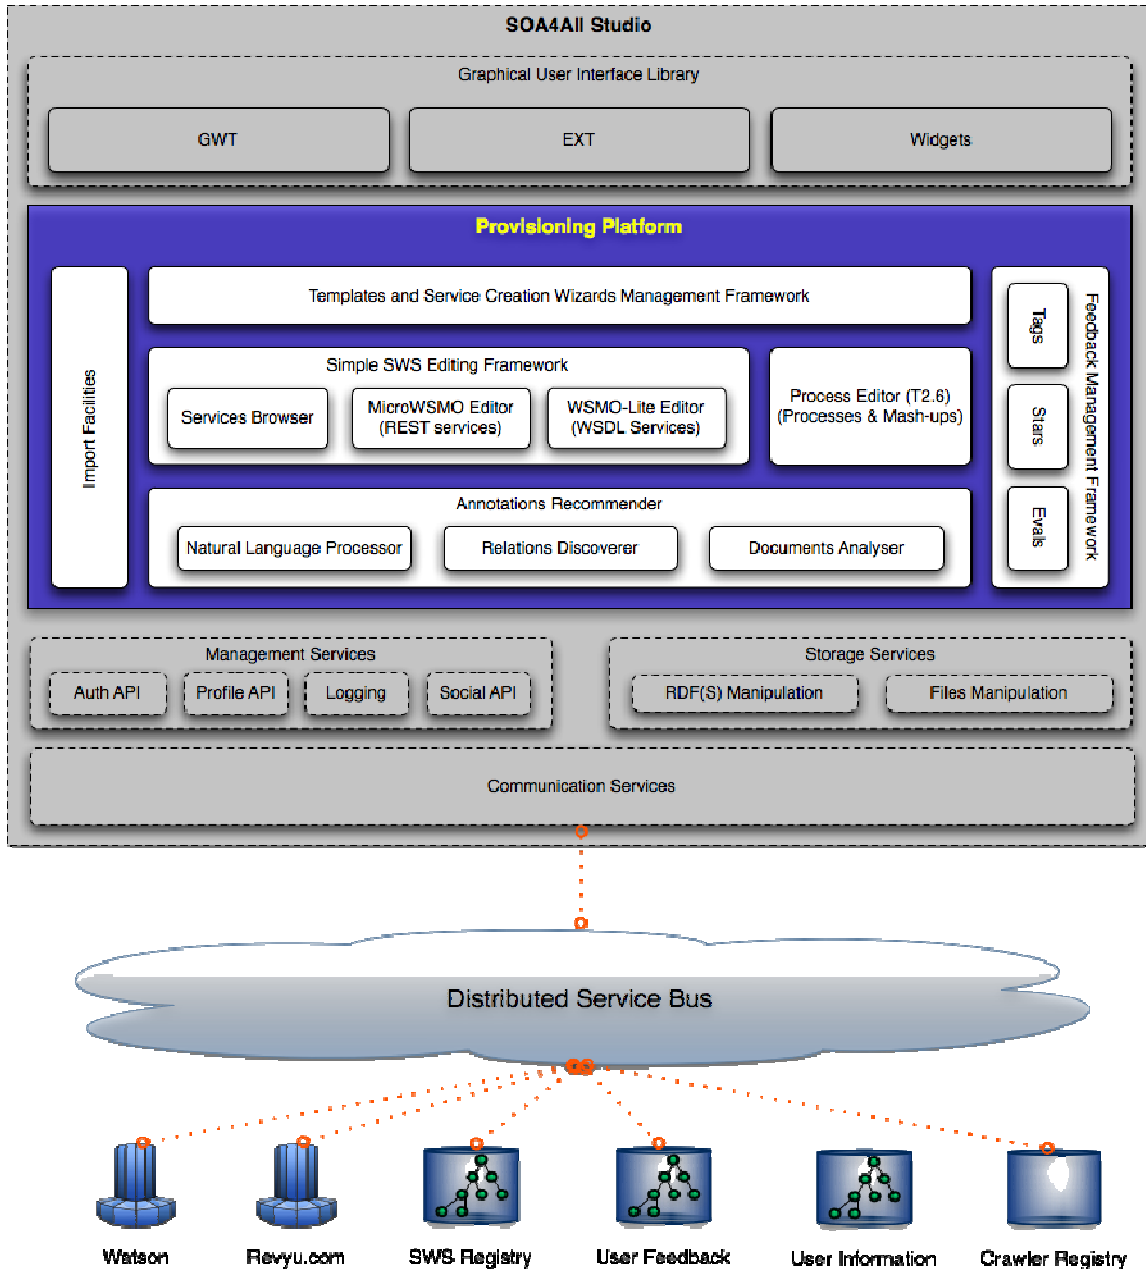 SOA4All Studio
Graphical User Interface Library
GWT
EXT
Widgets
Provisioning Platform
Import Facilities
Templates and Service Creation Wizards Management Framework
Simple SWS Editing Framework
Services Browser
MicroWSMO Editor
(REST services)
WSMO-Lite Editor
(WSDL Services)
Process Editor (T2.6)
(Processes & Mash-ups)
Annotations Recommender
Natural Language Processor
Relations Discoverer
Documents Analyser
Feedback Management Framework
Tags
Stars
Evals
Management Services
Auth API
Profile API
Logging
Social API
Storage Services
RDF(S) Manipulation
Files Manipulation
Communication Services
Distributed Service Bus
Watson
Revyu.com
SWS Registry
User Feedback
User Information
Crawler Registry